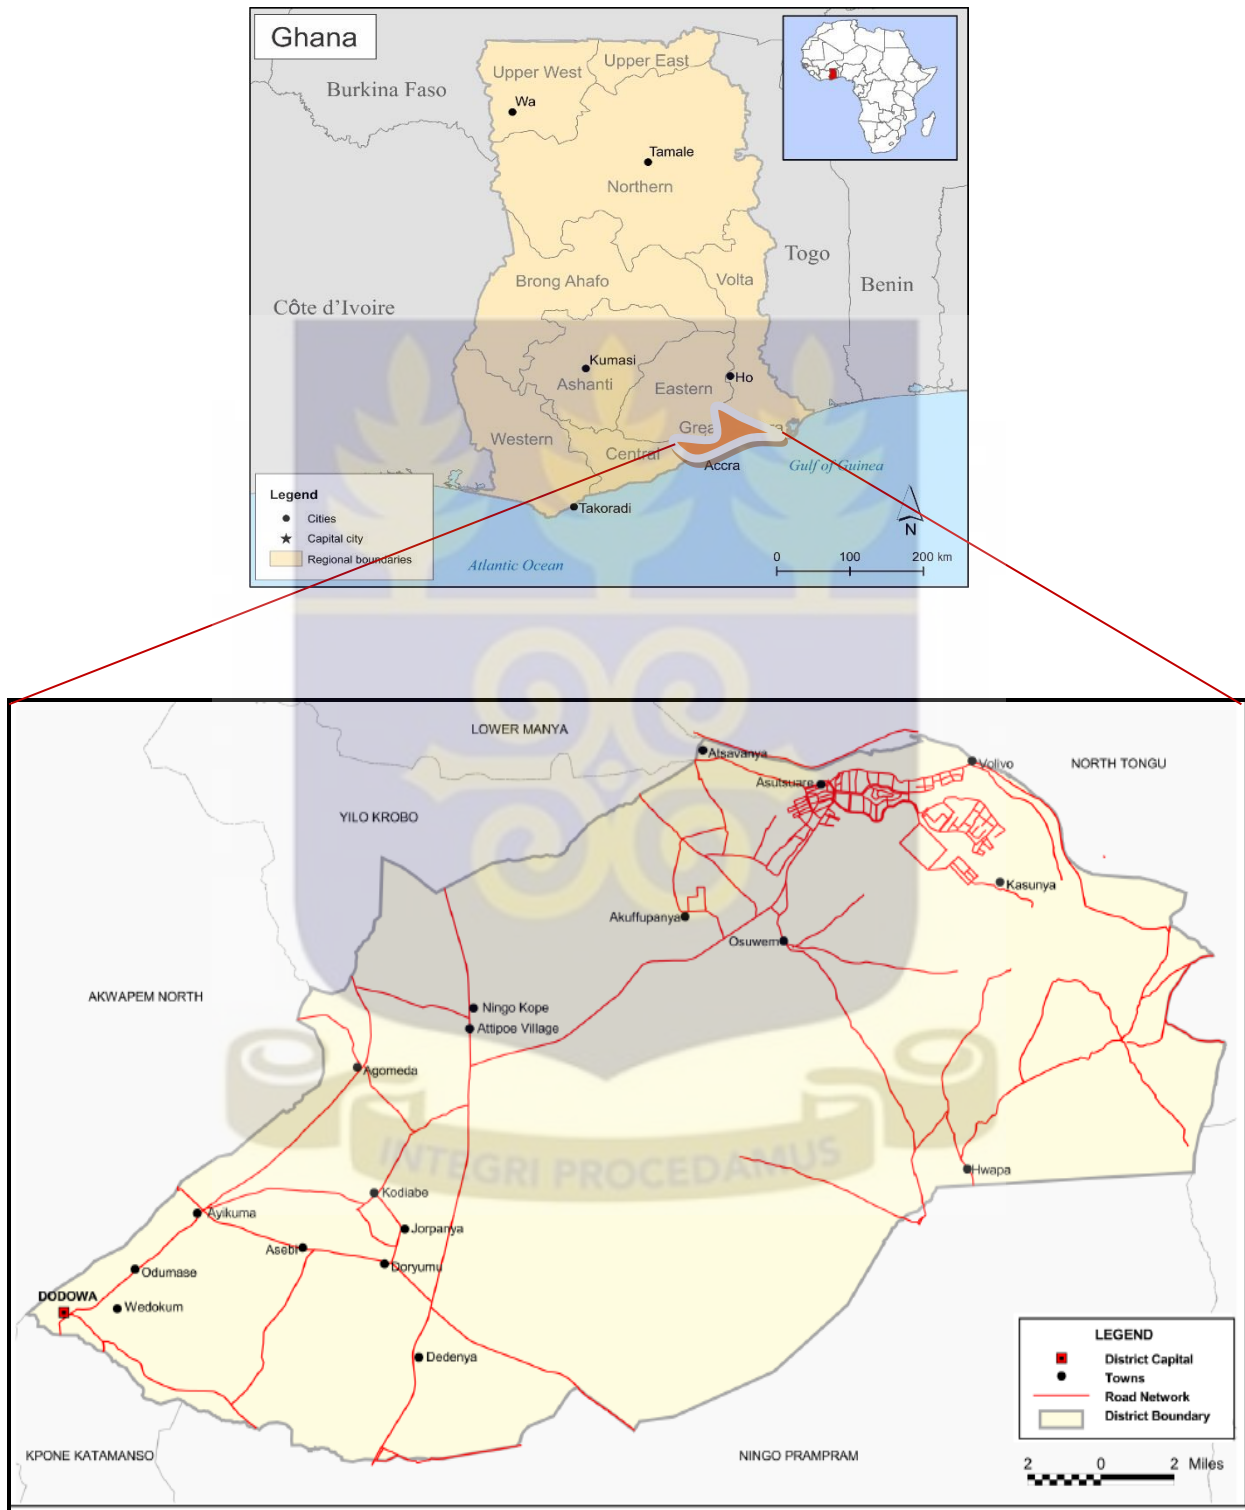 Ghana
Burkina Faso
Upper West
Upper East
Wa
Tamale
Northern
Togo
Benin
Brong Ahafo
Volta
Côte d'Ivoire
Kumasi
Ashanti
Eastern
Ho
Western
Central
Accra
Gulf of Guinea
Takoradi
Atlantic Ocean
Legend
Cities
Capital city
Regional boundaries
N
0 100 200 km
LOWER MANYA
NORTH TONGU
YILO KROBO
AKWAPEM NORTH
Atsavanya
Asutsuare
Volivo
Kasunya
Akuffupanya
Osuwem
Ningo Kope
Attipoe Village
Agomeda
INTEGRI PROCEDAMUS
Hwapa
Kodiabe
Ayikuma
Jorpanya
Asebi
Doryumu
Odumase
DODOWA
Wedokum
Dedenya
KPONE KATAMANSO
NINGO PRAMPRAM
LEGEND
District Capital
Towns
Road Network
District Boundary
2 0 2 Miles